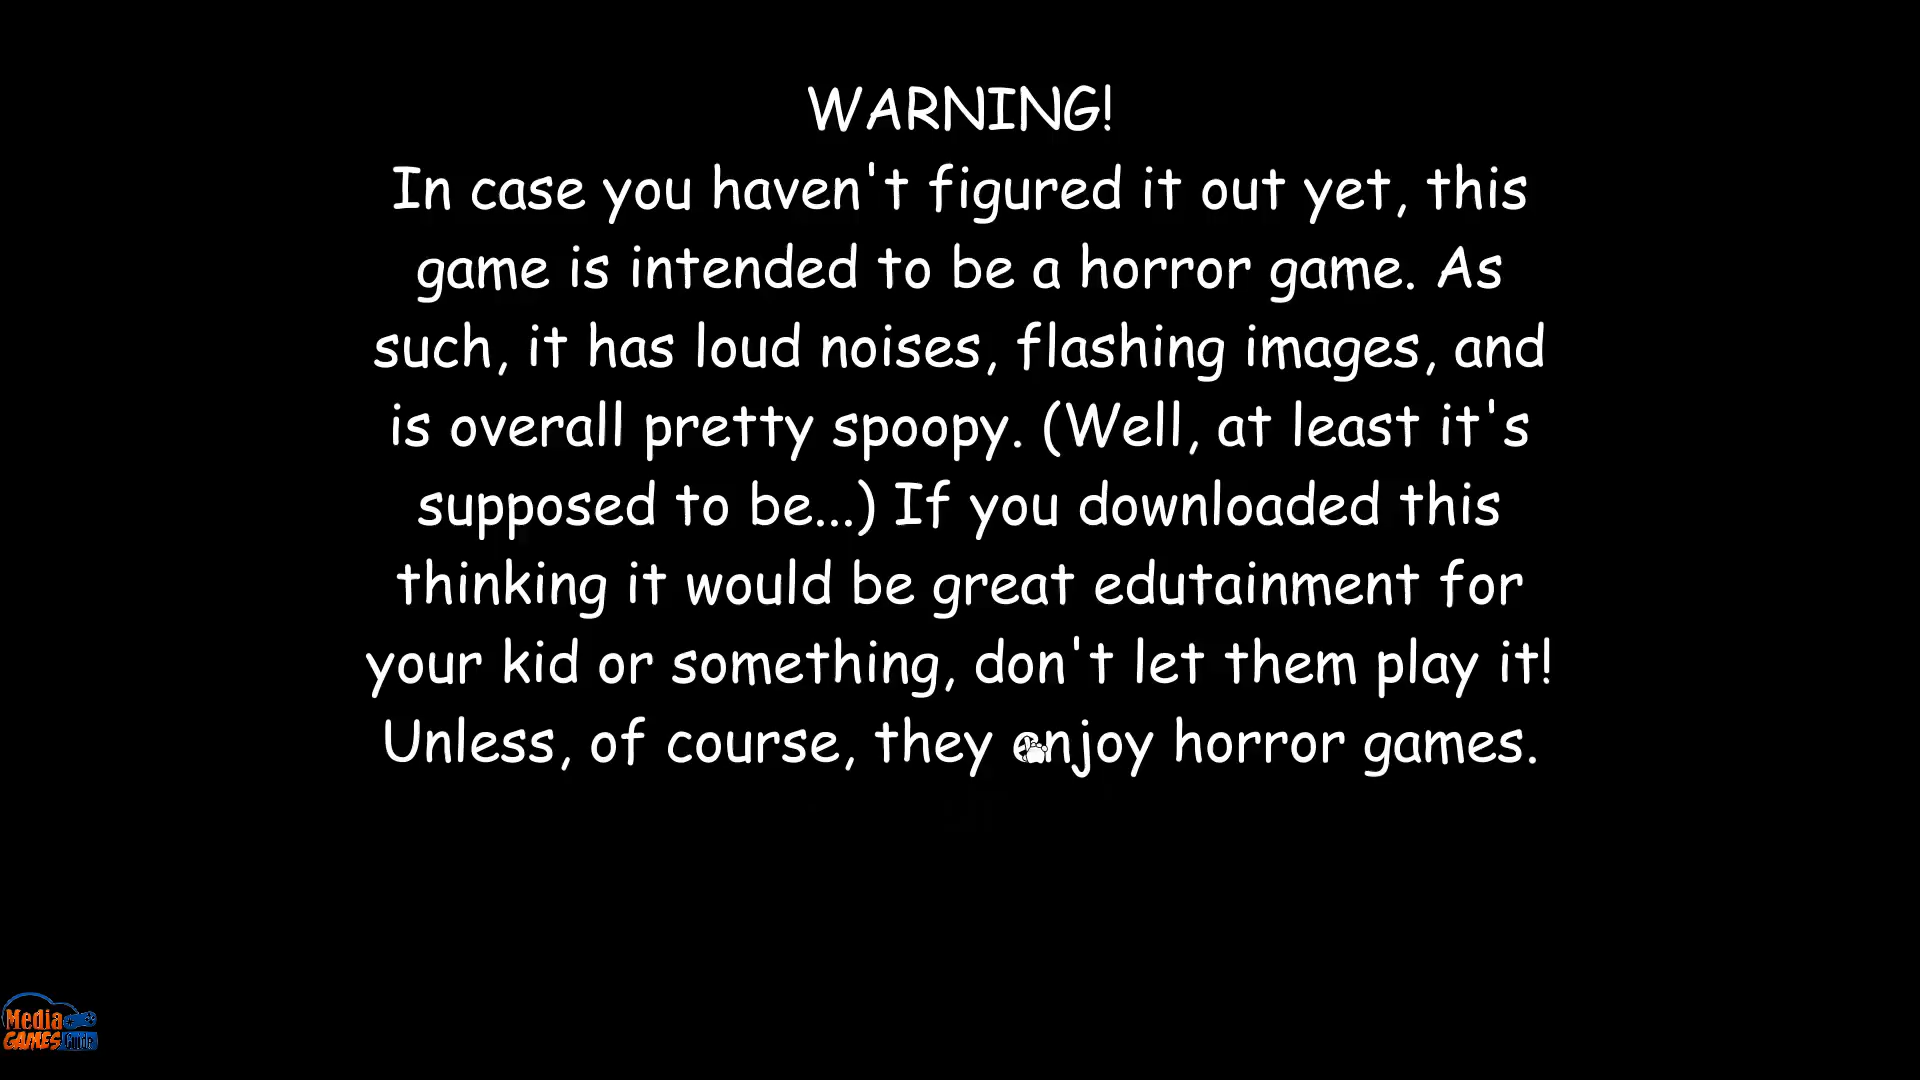 WARNING!
In case you haven't figured it out yet, this
game is intended to be a horror game. As
such, it has loud noises, flashing images, and
is overall pretty spoopy. (Well, at least it's
supposed to be...) If you downloaded this
thinking it would be great edutainment for
your kid or something, don't let them play it!
Unless, of course, they enjoy horror games.
Media
GAMES Guide